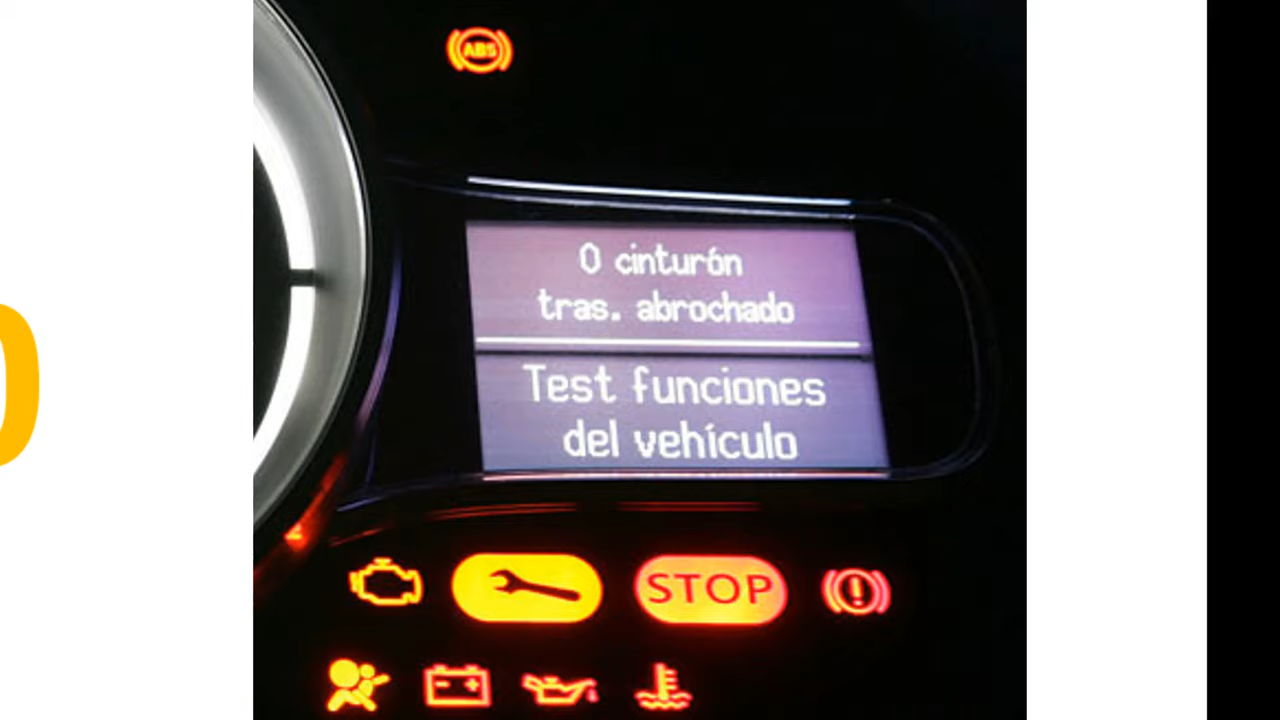 ABS
0 cinturón
tras. abrochado
Test funciones
del vehículo
STOP